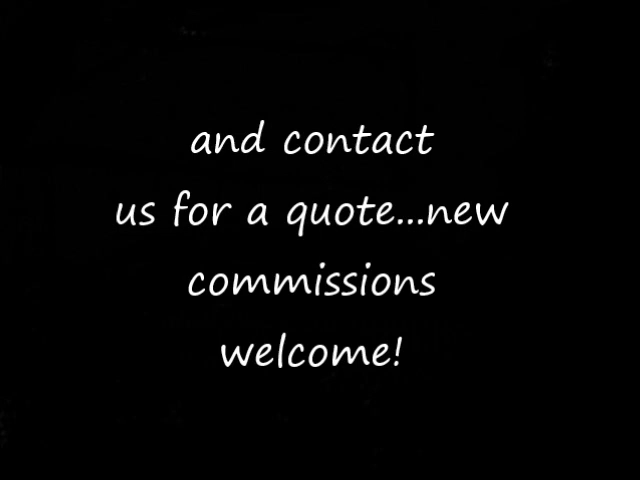 and contact
us for a quote...new
commissions
welcome!